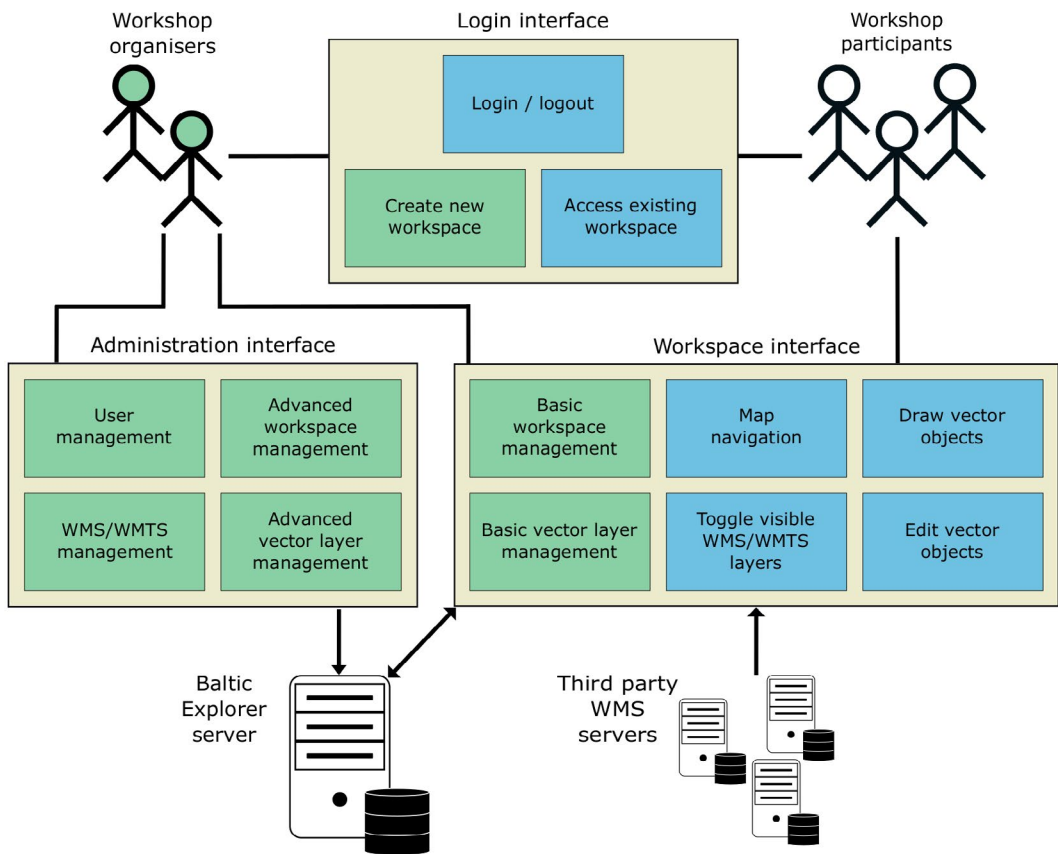 Workshop
organisers
Login interface
Workshop
participants
Login / logout
Create new
workspace
Access existing
workspace
Administration interface
Workspace interface
User
management
Advanced
workspace
management
WMS/WMTS
management
Advanced
vector layer
management
Basic
workspace
management
Map
navigation
Draw vector
objects
Basic vector layer
management
Toggle visible
WMS/WMTS
layers
Edit vector
objects
Baltic
Explorer
server
Third party
WMS
servers